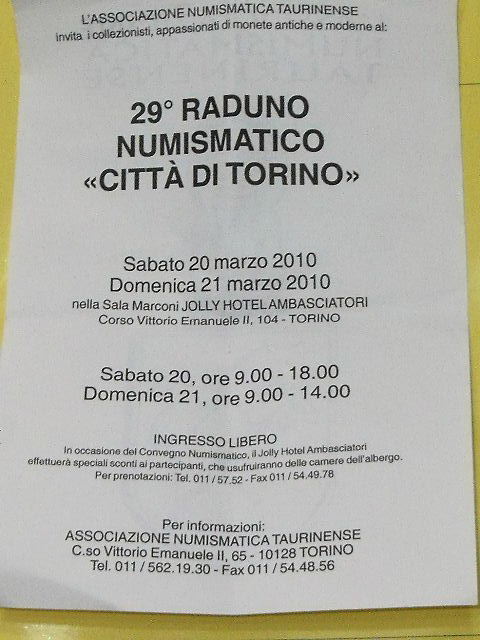 L'ASSOCIAZIONE NUMISMATICA TAURINENSE
invita i collezionisti, appassionati di monete antiche e moderne al:
29° RADUNO
NUMISMATICO
«CITTÀ DI TORINO»
Sabato 20 marzo 2010
Domenica 21 marzo 2010
nella Sala Marconi JOLLY HOTEL AMBASCIATORI
Corso Vittorio Emanuele II, 104 - TORINO
Sabato 20, ore 9.00 - 18.00
Domenica 21, ore 9.00 - 14.00
INGRESSO LIBERO
In occasione del Convegno Numismatico, il Jolly Hotel Ambasciatori
effettuerà speciali sconti ai partecipanti, che usufruiranno delle camere dell'albergo.
Per prenotazioni: Tel. 011 / 57.52 - Fax 011 / 54.49.78
Per informazioni:
ASSOCIAZIONE NUMISMATICA TAURINENSE
C.so Vittorio Emanuele II, 65 - 10128 TORINO
Tel. 011 / 562.19.30 - Fax 011 / 54.48.56